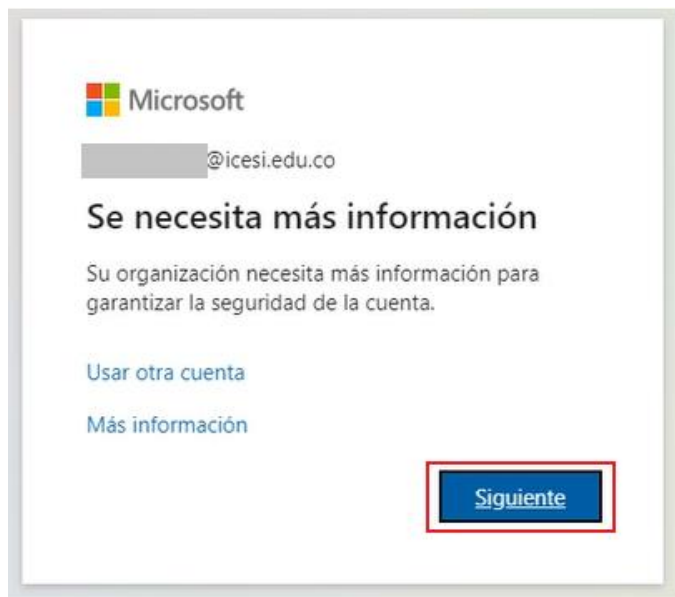 Microsoft
@icesi.edu.co
Se necesita más información
Su organización necesita más información para
garantizar la seguridad de la cuenta.
Usar otra cuenta
Más información
Siguiente